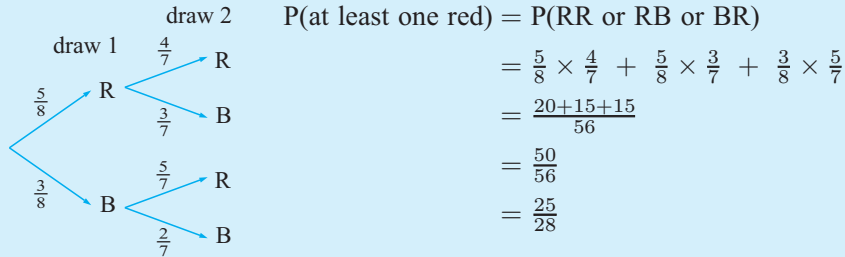 draw 2
draw 1
4/7
R
5/8
R
3/7
B
3/8
5/7
R
B
2/7
B
P(at least one red) = P(RR or RB or BR)
= 5/8 × 4/7 + 5/8 × 3/7 + 3/8 × 5/7
= 20+15+15/56
= 50/56
= 25/28